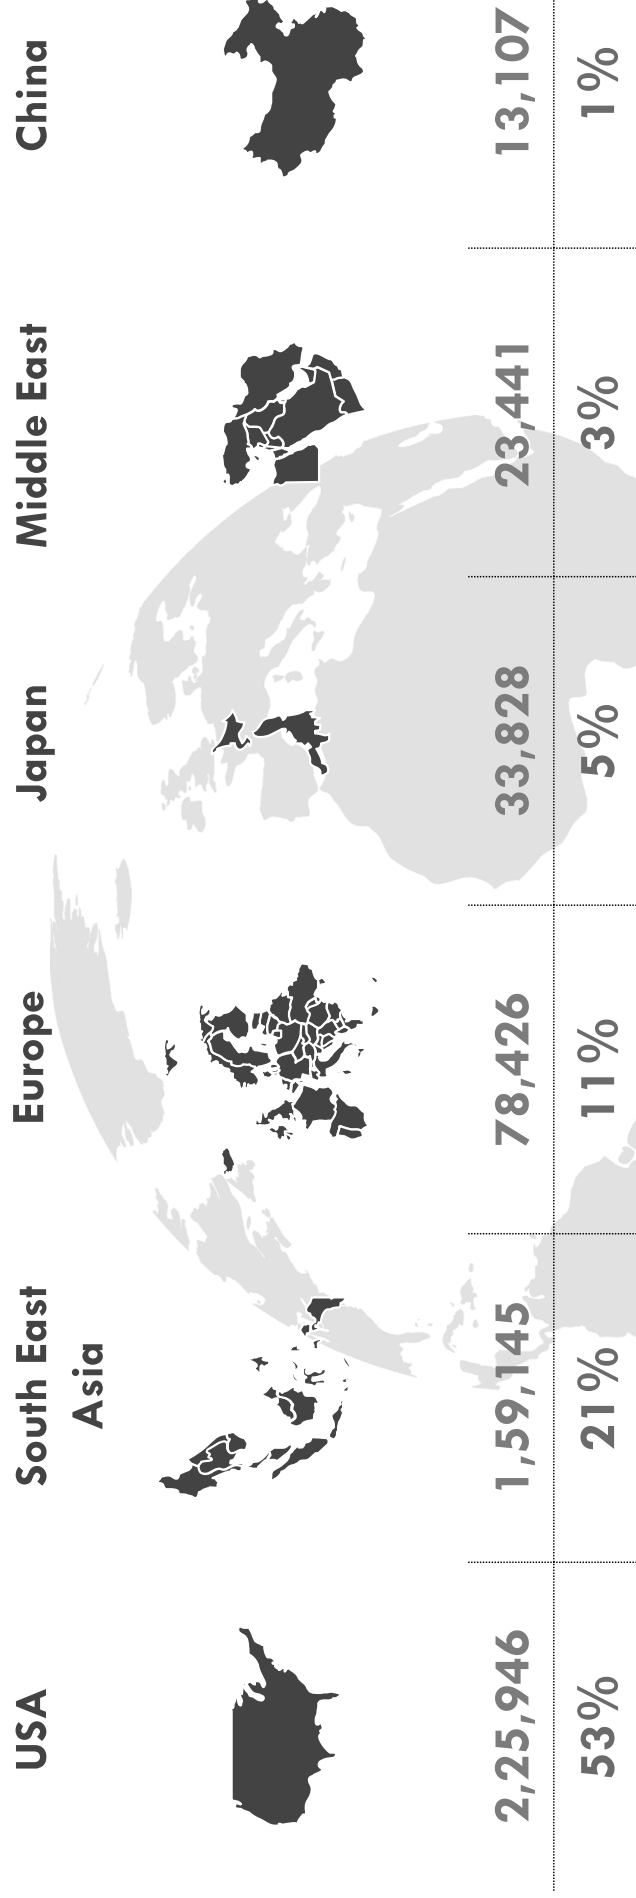 USA
South East
Asia
Europe
Japan
Middle East
China
2,25,946
1,59,145
78,426
33,828
23,441
13,107
53%
21%
11%
5%
3%
1%